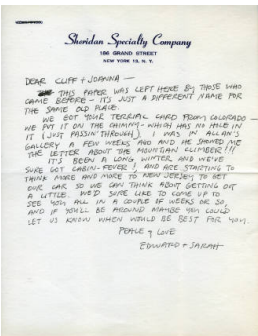 Sheridan Specialty Company
186 GRAND STREET
NEW YORK 13, N. Y.
DEAR CLIFF + JOANNA —
THIS PAPER WAS LEFT HERE BY THOSE WHO
CAME BEFORE — IT'S JUST A DIFFERENT NAME FOR
THE SAME OLD PLACE.
WE GOT YOUR TERRIAL CARD FROM COLORADO —
WE PUT IT ON THE CHIMNY — WHICH HAS NO HOLE IN
IT (JUST PASSIN' THROUGH). I WAS IN ALLAN'S
GALLERY A FEW WEEKS AGO AND HE SHOWED ME
THE LETTER ABOUT THE MOUNTIAN CLIMBER!!!
IT'S BEEN A LONG, WINTER AND WE'VE
SURE GOT CABIN-FEVER! AND ARE STARTING TO
THINK MORE AND MORE TO NEW JERSEY TO GET
OUR CAR SO WE CAN THINK ABOUT GETTING OUT
A LITTLE. WE'D SURE LIKE TO COME UP TO
SEE YOU ALL IN A COUPLE OF WEEKS OR SO,
AND IF YOU'LL BE AROUND MAYBE YOU COULD
LET US KNOW WHEN WOULD BE BEST FOR YOU.
PEACE & LOVE
EDWARD + SARAH